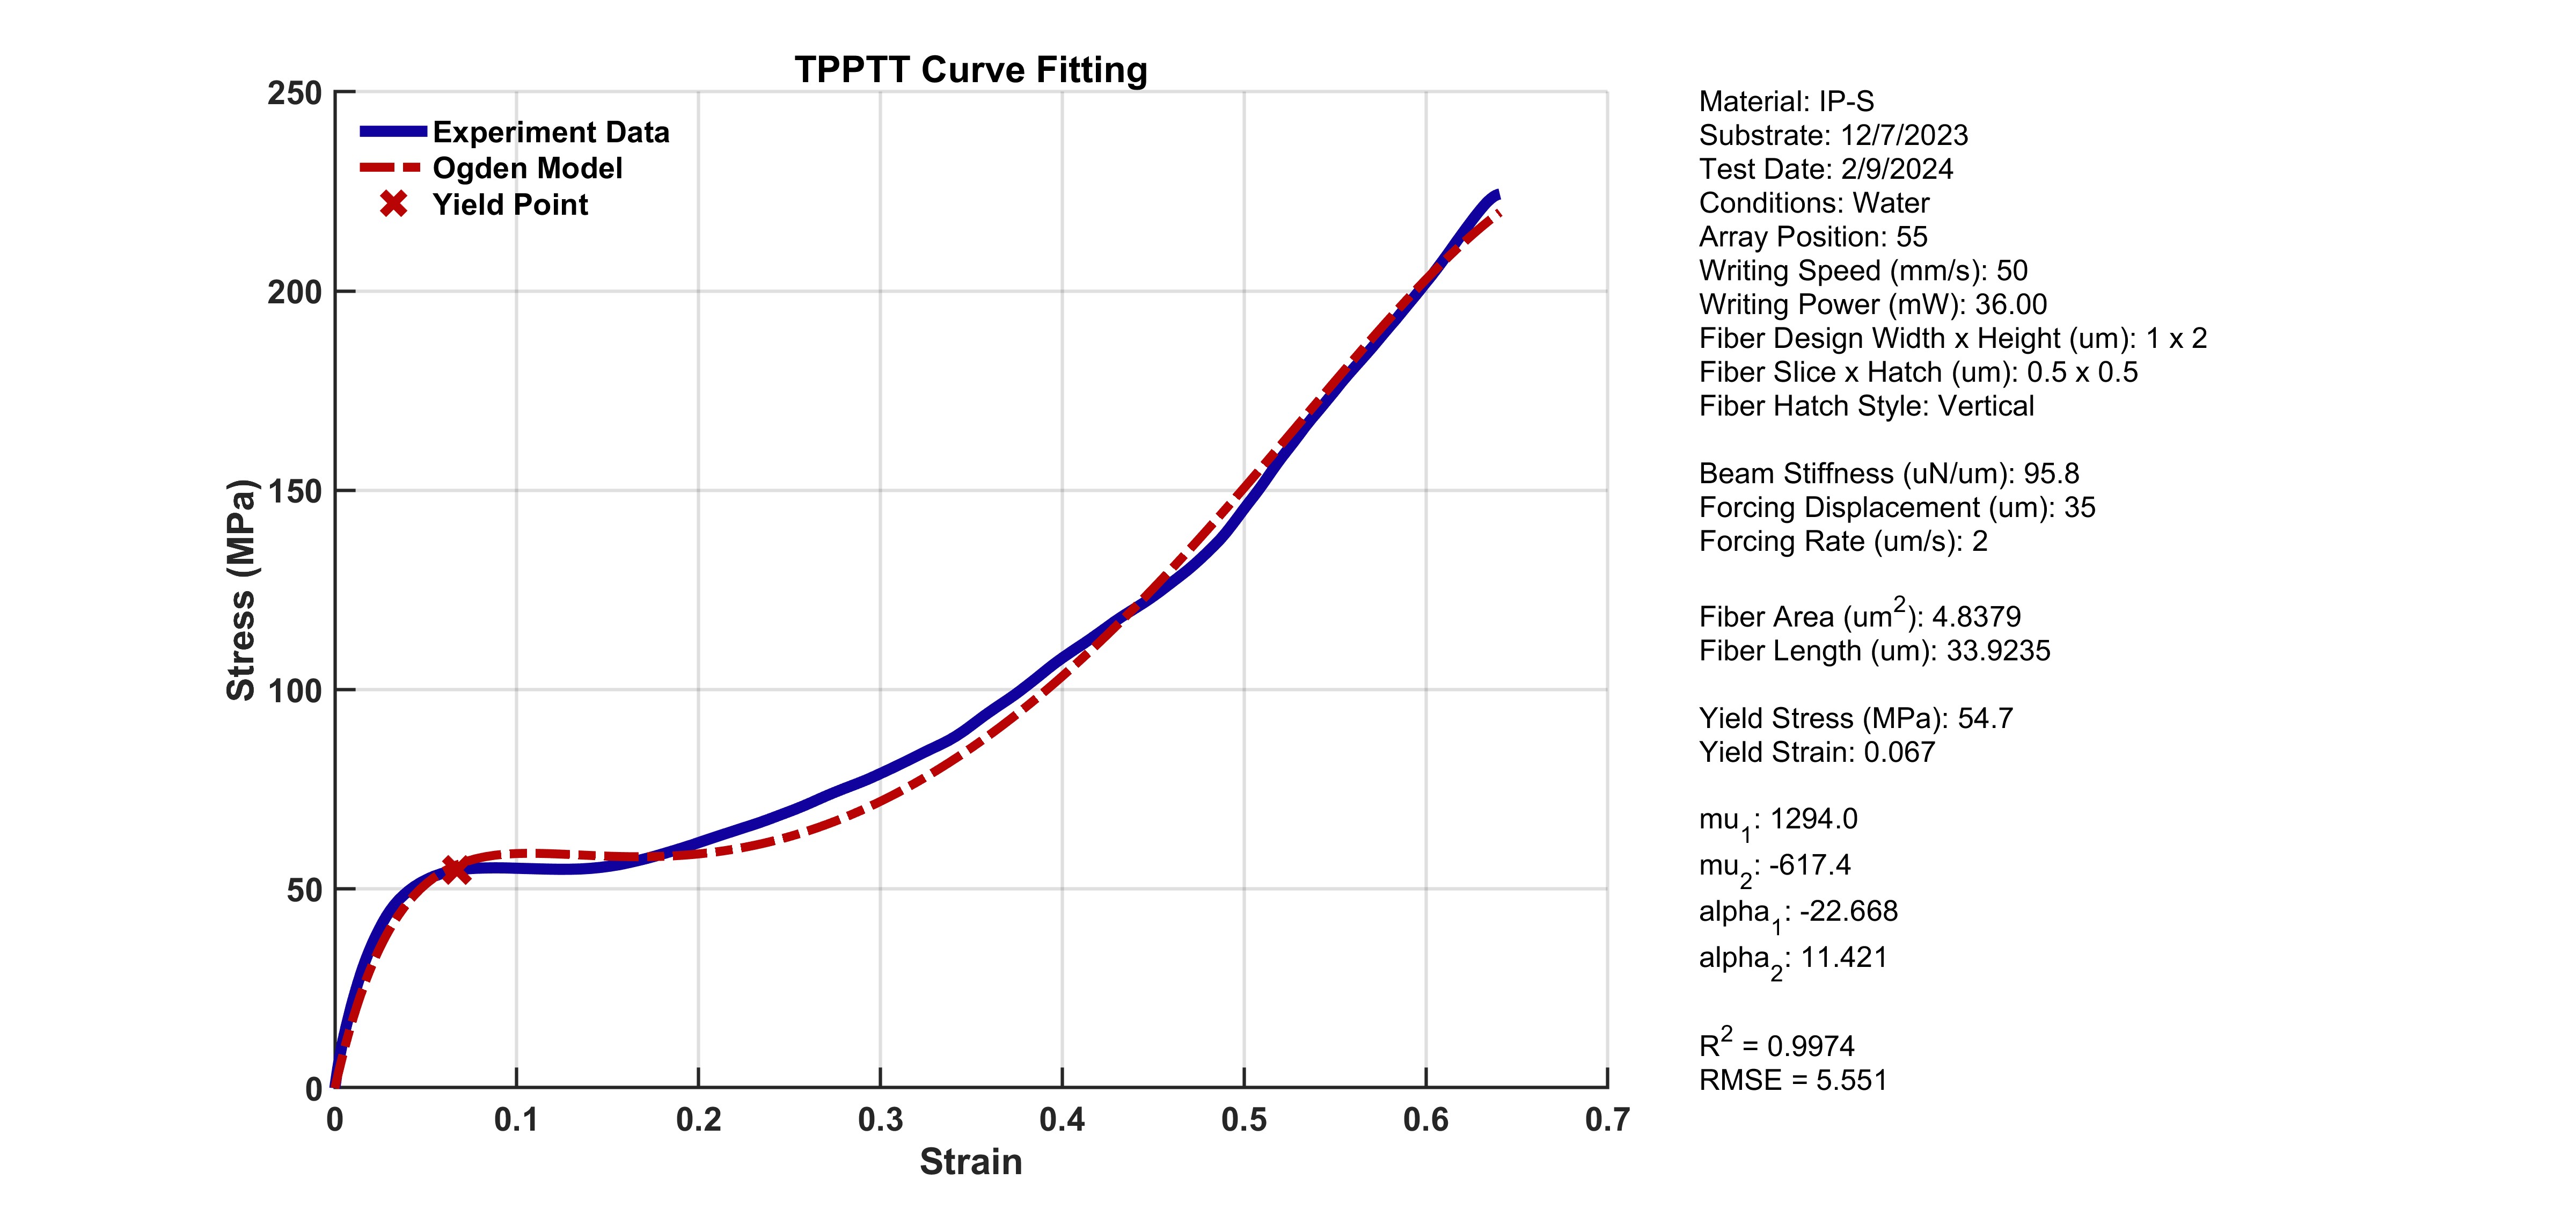 TPPTT Curve Fitting
250
200
150
100
50
0
Stress (MPa)
Experiment Data
Ogden Model
Yield Point
0
0.1
0.2
0.3
0.4
0.5
0.6
0.7
Strain
Material: IP-S
Substrate: 12/7/2023
Test Date: 2/9/2024
Conditions: Water
Array Position: 55
Writing Speed (mm/s): 50
Writing Power (mW): 36.00
Fiber Design Width x Height (um): 1 x 2
Fiber Slice x Hatch (um): 0.5 x 0.5
Fiber Hatch Style: Vertical
Beam Stiffness (uN/um): 95.8
Forcing Displacement (um): 35
Forcing Rate (um/s): 2
Fiber Area (um²): 4.8379
Fiber Length (um): 33.9235
Yield Stress (MPa): 54.7
Yield Strain: 0.067
mu₁: 1294.0
mu₂: -617.4
alpha₁: -22.668
alpha₂: 11.421
R² = 0.9974
RMSE = 5.551